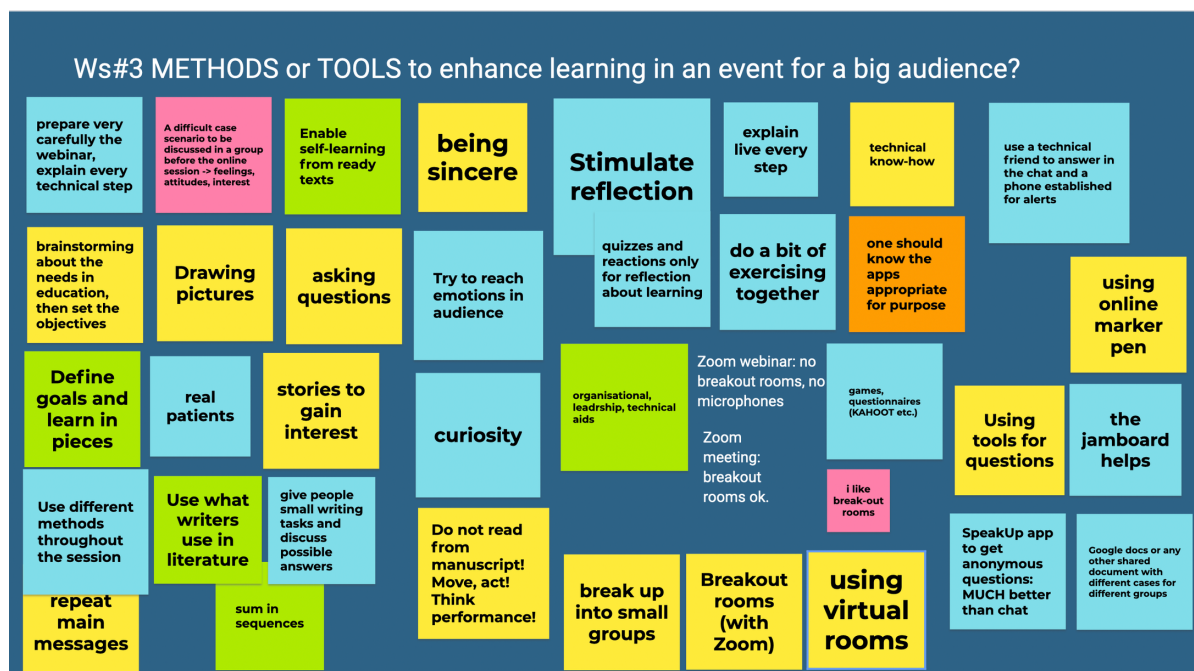 Ws#3 METHODS or TOOLS to enhance learning in an event for a big audience?
prepare very
carefully the
webinar,
explain every
technical step
A difficult case
scenario to be
discussed in a group
before the online
session -> feelings,
attitudes, interest
Enable
self-learning
from ready
texts
being
sincere
Stimulate
reflection
explain
live every
step
technical
know-how
use a technical
friend to answer in
the chat and a
phone established
for alerts
brainstorming
about the
needs in
education,
then set the
objectives
Drawing
pictures
asking
questions
Try to reach
emotions in
audience
quizzes and
reactions only
for reflection
about learning
do a bit of
exercising
together
one should
know the
apps
appropriate
for purpose
using
online
marker
pen
Define
goals and
learn in
pieces
real
patients
stories to
gain
interest
curiosity
organisational,
leadrship, technical
aids
Zoom webinar: no
breakout rooms, no
microphones
Zoom
meeting:
breakout
rooms ok.
games,
questionnaires
(KAHOOT etc.)
i like
break-out
rooms
Using
tools for
questions
the
jamboard
helps
Use different
methods
throughout
the session
Use what
writers
use in
literature
give people
small writing
tasks and
discuss
possible
answers
Do not read
from
manuscript!
Move, act!
Think
performance!
repeat
main
messages
sum in
sequences
break up
into small
groups
Breakout
rooms
(with
Zoom)
using
virtual
rooms
SpeakUp app
to get
anonymous
questions:
MUCH better
than chat
Google docs or any
other shared
document with
different cases for
different groups